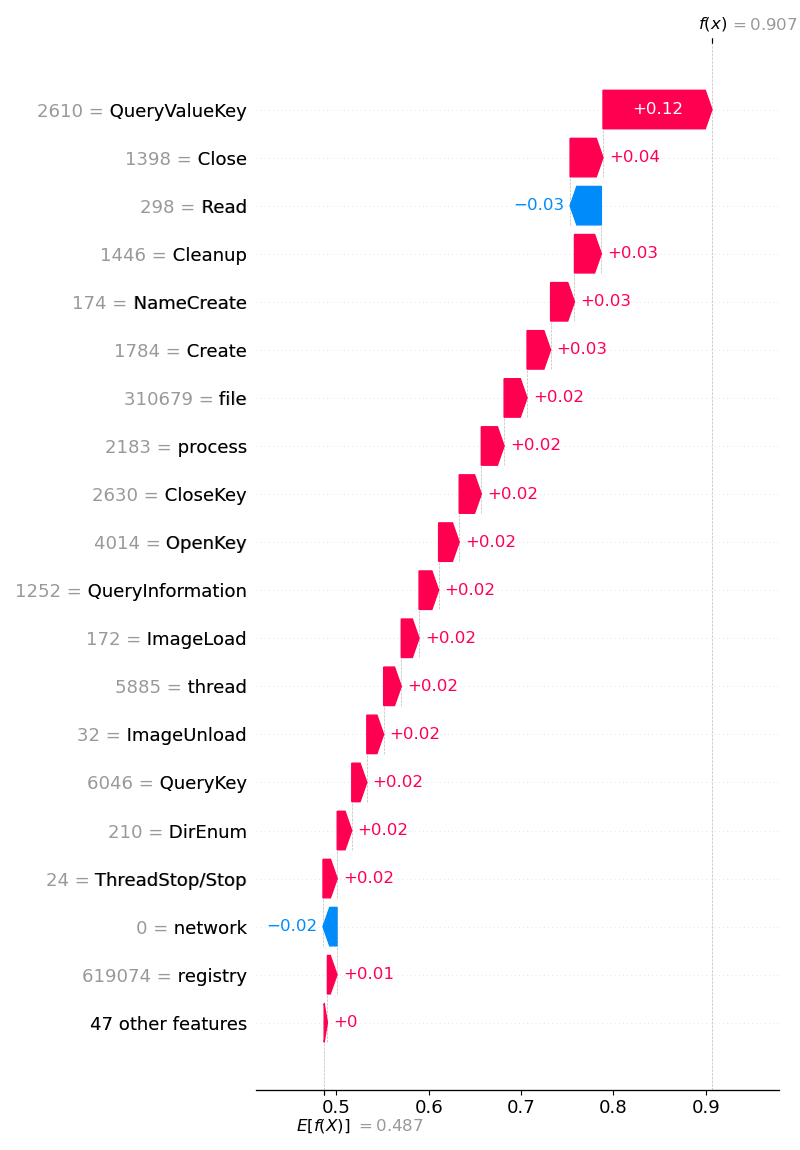 f(x) = 0.907
2610 = QueryValueKey +0.12
1398 = Close +0.04
298 = Read −0.03
1446 = Cleanup +0.03
174 = NameCreate +0.03
1784 = Create +0.03
310679 = file +0.02
2183 = process +0.02
2630 = CloseKey +0.02
4014 = OpenKey +0.02
1252 = QueryInformation +0.02
172 = ImageLoad +0.02
5885 = thread +0.02
32 = ImageUnload +0.02
6046 = QueryKey +0.02
210 = DirEnum +0.02
24 = ThreadStop/Stop +0.02
0 = network −0.02
619074 = registry +0.01
47 other features +0
0.5 0.6 0.7 0.8 0.9
E[f(X)] = 0.487